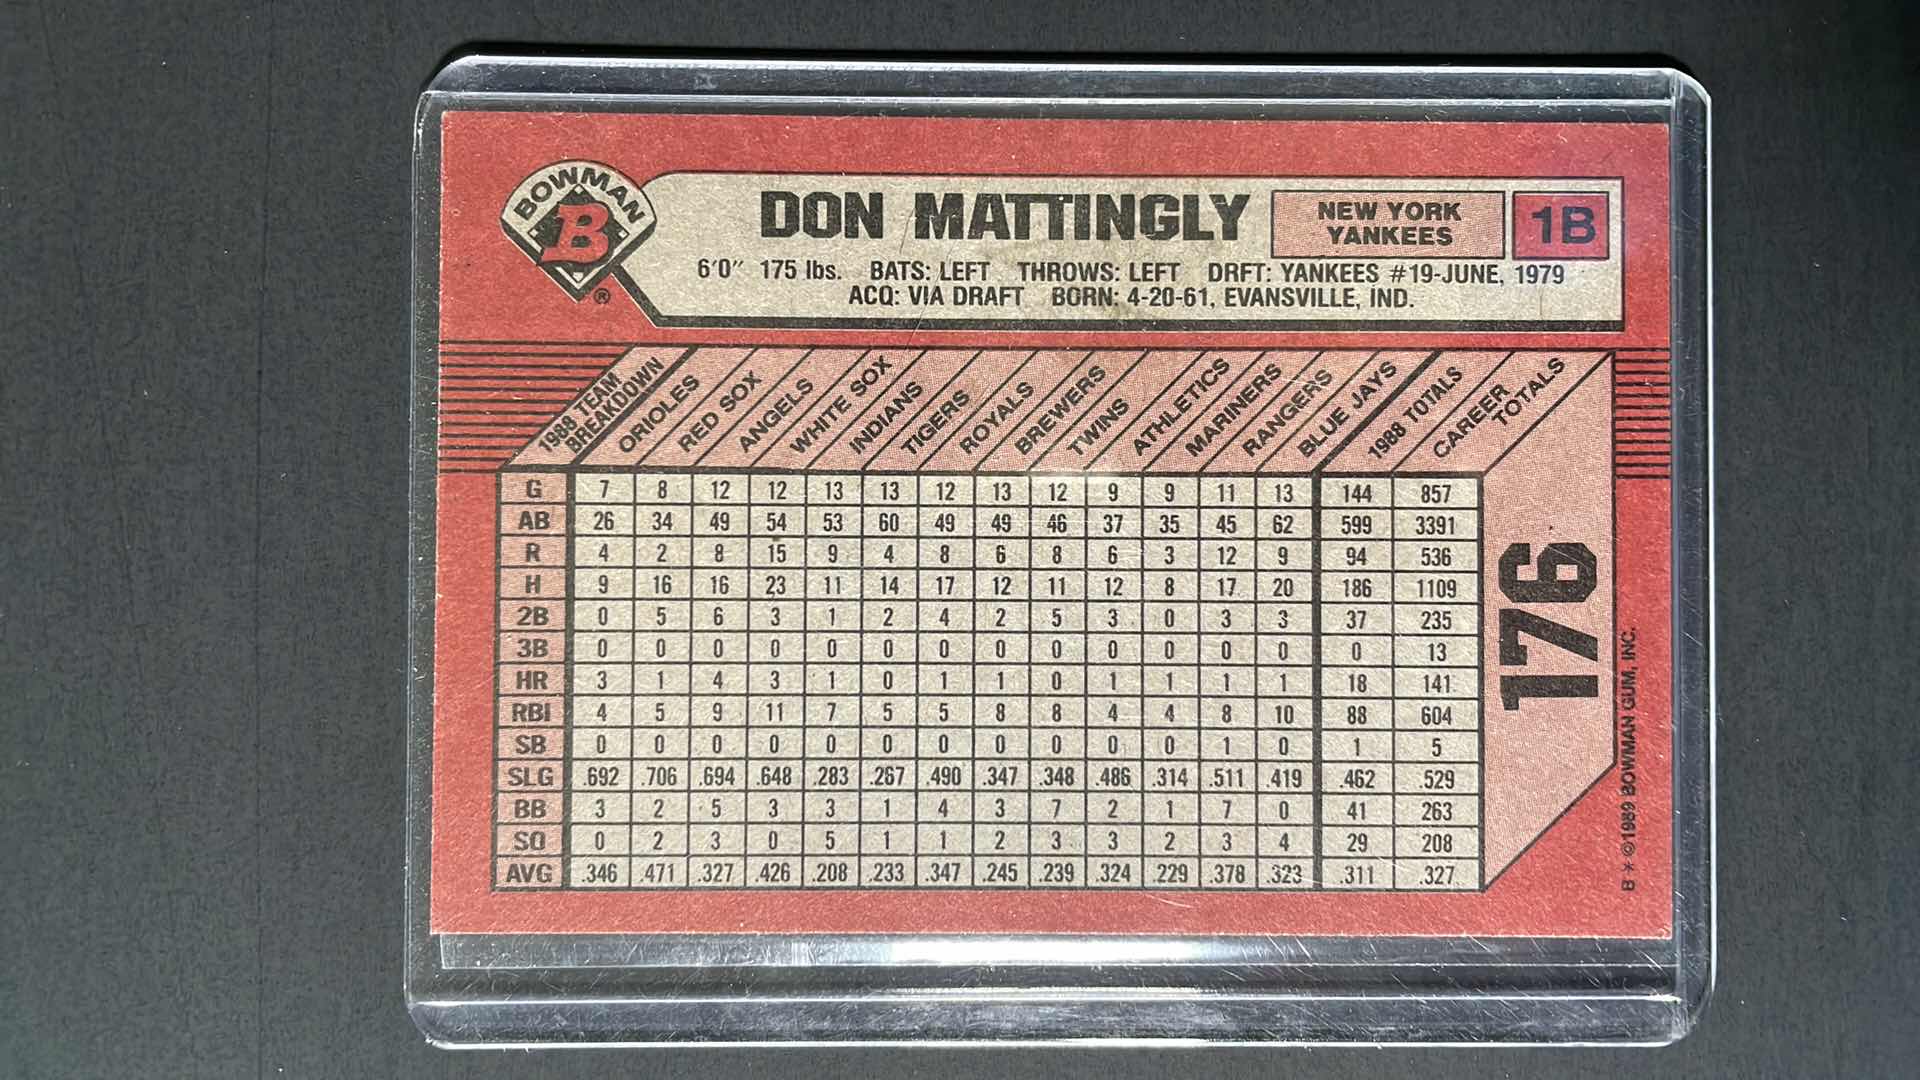 BOWMAN
B
®
DON MATTINGLY
NEW YORK
YANKEES
1B
6'0" 175 lbs. BATS: LEFT THROWS: LEFT DRFT: YANKEES #19-JUNE, 1979
ACQ: VIA DRAFT BORN: 4-20-61, EVANSVILLE, IND.
1988 TEAM
BREAKDOWN
ORIOLES
RED SOX
ANGELS
WHITE SOX
INDIANS
TIGERS
ROYALS
BREWERS
TWINS
ATHLETICS
MARINERS
RANGERS
BLUE JAYS
1988 TOTALS
CAREER
TOTALS
G 7 8 12 12 13 13 12 13 12 9 9 11 13 144 857
AB 26 34 49 54 53 60 49 49 46 37 35 45 62 599 3391
R 4 2 8 15 9 4 8 6 8 6 3 12 9 94 536
H 9 16 16 23 11 14 17 12 11 12 8 17 20 186 1109
2B 0 5 6 3 1 2 4 2 5 3 0 3 3 37 235
3B 0 0 0 0 0 0 0 0 0 0 0 0 0 0 13
HR 3 1 4 3 1 0 1 1 0 1 1 1 1 18 141
RBI 4 5 9 11 7 5 5 8 8 4 4 8 10 88 604
SB 0 0 0 0 0 0 0 0 0 0 0 1 0 1 5
SLG .692 .706 .694 .648 .283 .267 .490 .347 .348 .486 .314 .511 .419 .462 .529
BB 3 2 5 3 3 1 4 3 7 2 1 7 0 41 263
SO 0 2 3 0 5 1 1 2 3 3 2 3 4 29 208
AVG .346 .471 .327 .426 .208 .233 .347 .245 .239 .324 .229 .378 .323 .311 .327
176
B * ©1989 BOWMAN GUM, INC.